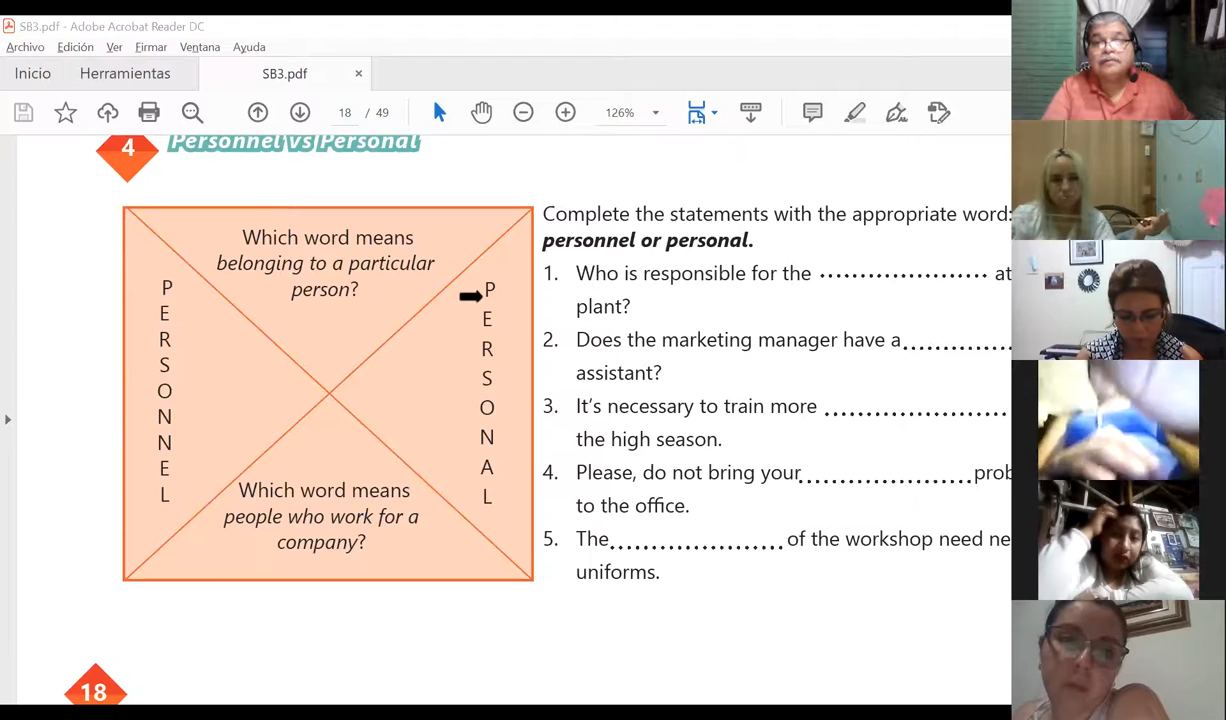 SB3.pdf - Adobe Acrobat Reader DC
Archivo Edición Ver Firmar Ventana Ayuda
Inicio Herramientas SB3.pdf ×
18 / 49 126%
4 Personnel vs Personal
Which word means
belonging to a particular
person?
PERSONNEL
PERSONAL
Which word means
people who work for a
company?
Complete the statements with the appropriate word:
personnel or personal.
1. Who is responsible for the .................... at
plant?
2. Does the marketing manager have a.............
assistant?
3. It's necessary to train more ......................
the high season.
4. Please, do not bring your.....................prob
to the office.
5. The..................... of the workshop need ne
uniforms.
18